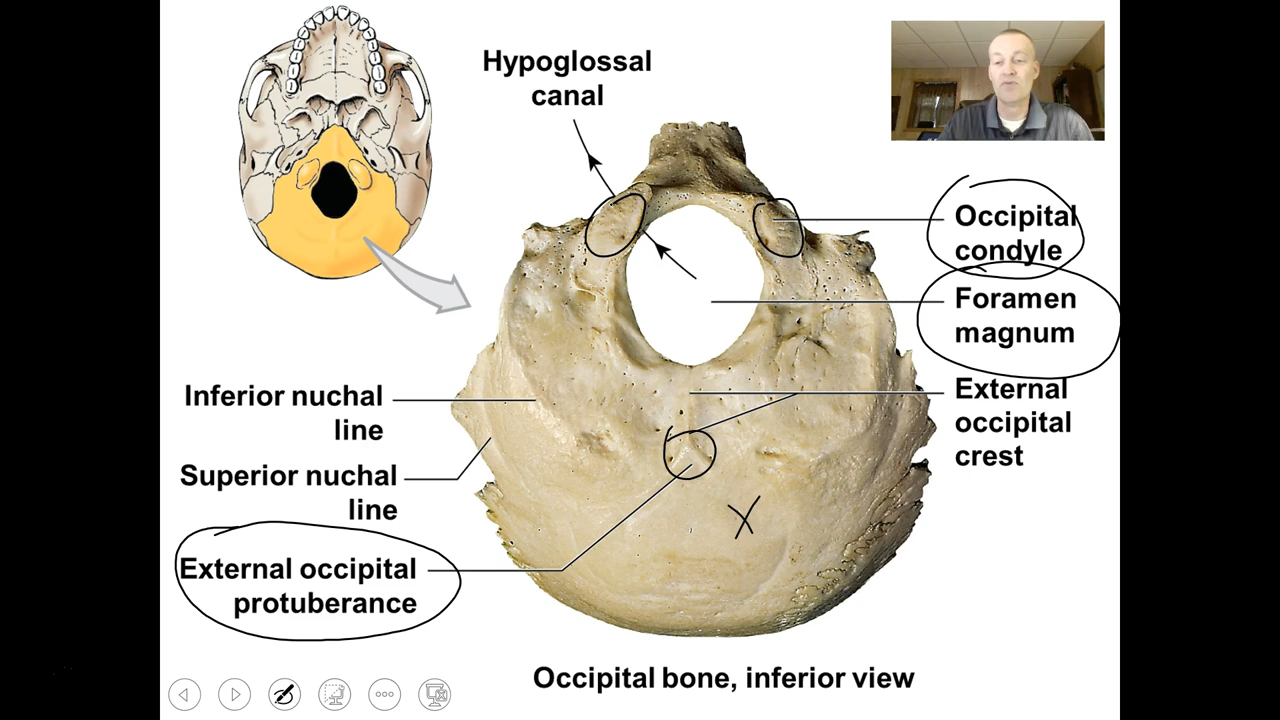 Hypoglossal
canal
Occipital
condyle
Foramen
magnum
External
occipital
crest
Inferior nuchal
line
Superior nuchal
line
External occipital
protuberance
X
Occipital bone, inferior view